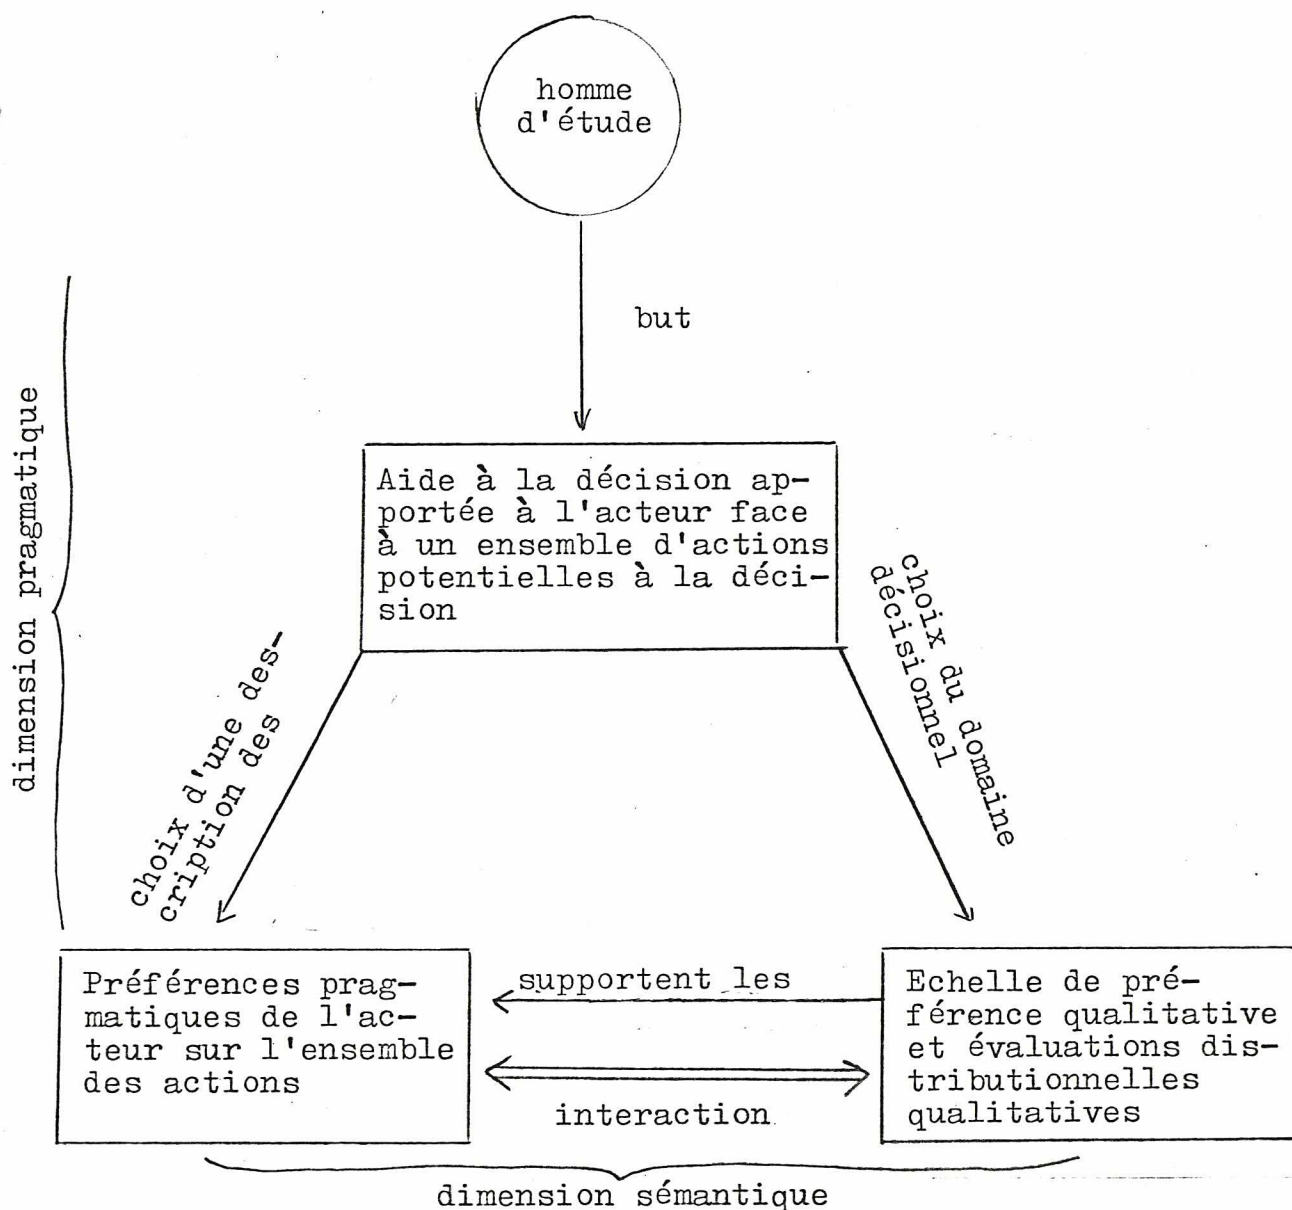 homme
d'étude
but
dimension pragmatique
Aide à la décision ap-
portée à l'acteur face
à un ensemble d'actions
potentielles à la déci-
sion
choix d'une des-
cription des
choix du domaine
décisionnel
Préférences prag-
matiques de l'ac-
teur sur l'ensemble
des actions
supportent les
interaction
Echelle de pré-
férence qualitative
et évaluations dis-
tributionnelles
qualitatives
dimension sémantique